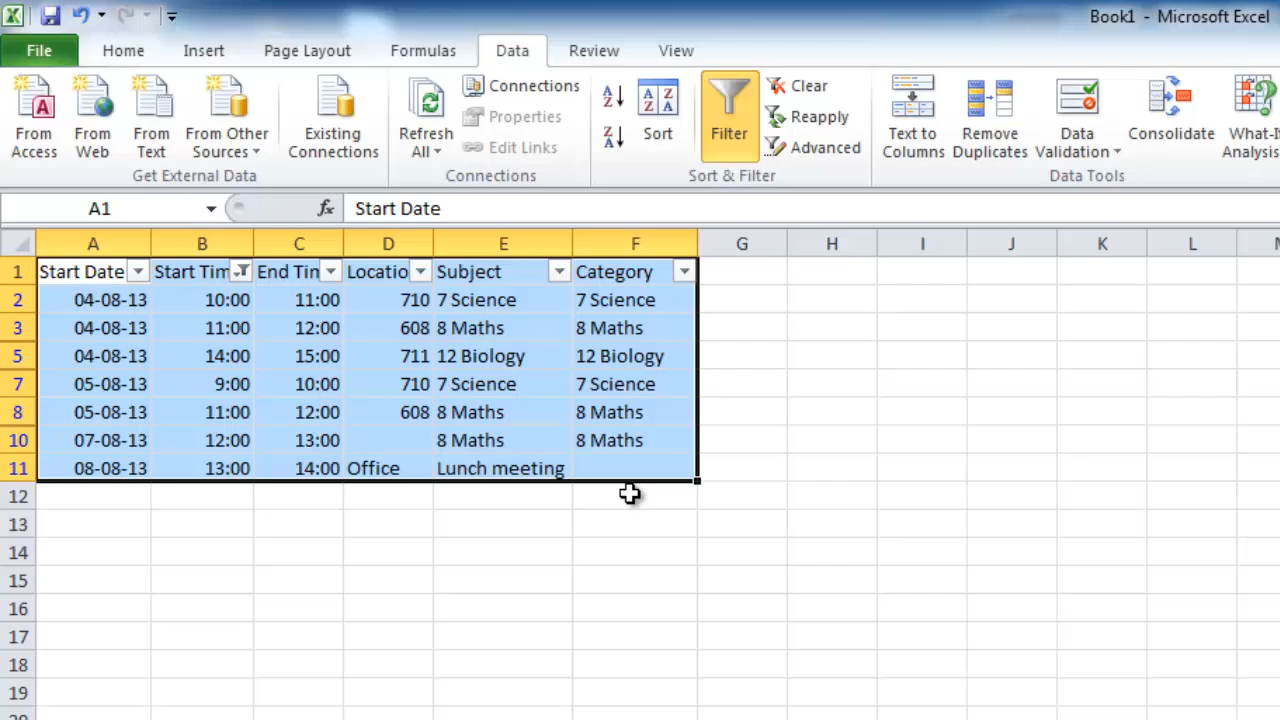 Book1 - Microsoft Excel
File Home Insert Page Layout Formulas Data Review View
From Access
From Web
From Text
From Other Sources
Get External Data
Existing Connections
Refresh All
Connections
Properties
Edit Links
Connections
Sort
Filter
Clear
Reapply
Advanced
Sort & Filter
Text to Columns
Remove Duplicates
Data Validation
Consolidate
What-I
Analysis
Data Tools
A1 fx Start Date
A B C D E F G H I J K L
1 Start Date Start Tim End Tin Locatio Subject Category
2 04-08-13 10:00 11:00 710 7 Science 7 Science
3 04-08-13 11:00 12:00 608 8 Maths 8 Maths
5 04-08-13 14:00 15:00 711 12 Biology 12 Biology
7 05-08-13 9:00 10:00 710 7 Science 7 Science
8 05-08-13 11:00 12:00 608 8 Maths 8 Maths
10 07-08-13 12:00 13:00 8 Maths 8 Maths
11 08-08-13 13:00 14:00 Office Lunch meeting
12
13
14
15
16
17
18
19